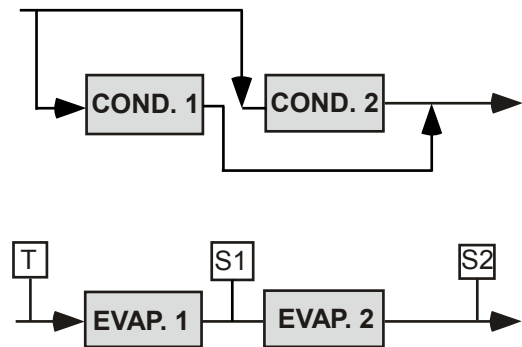 COND. 1
COND. 2
T
S1
S2
EVAP. 1
EVAP. 2